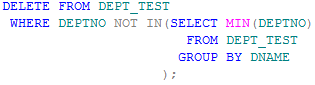 DELETE FROM DEPT_TEST
WHERE DEPTNO NOT IN(SELECT MIN(DEPTNO)
FROM DEPT_TEST
GROUP BY DNAME
);